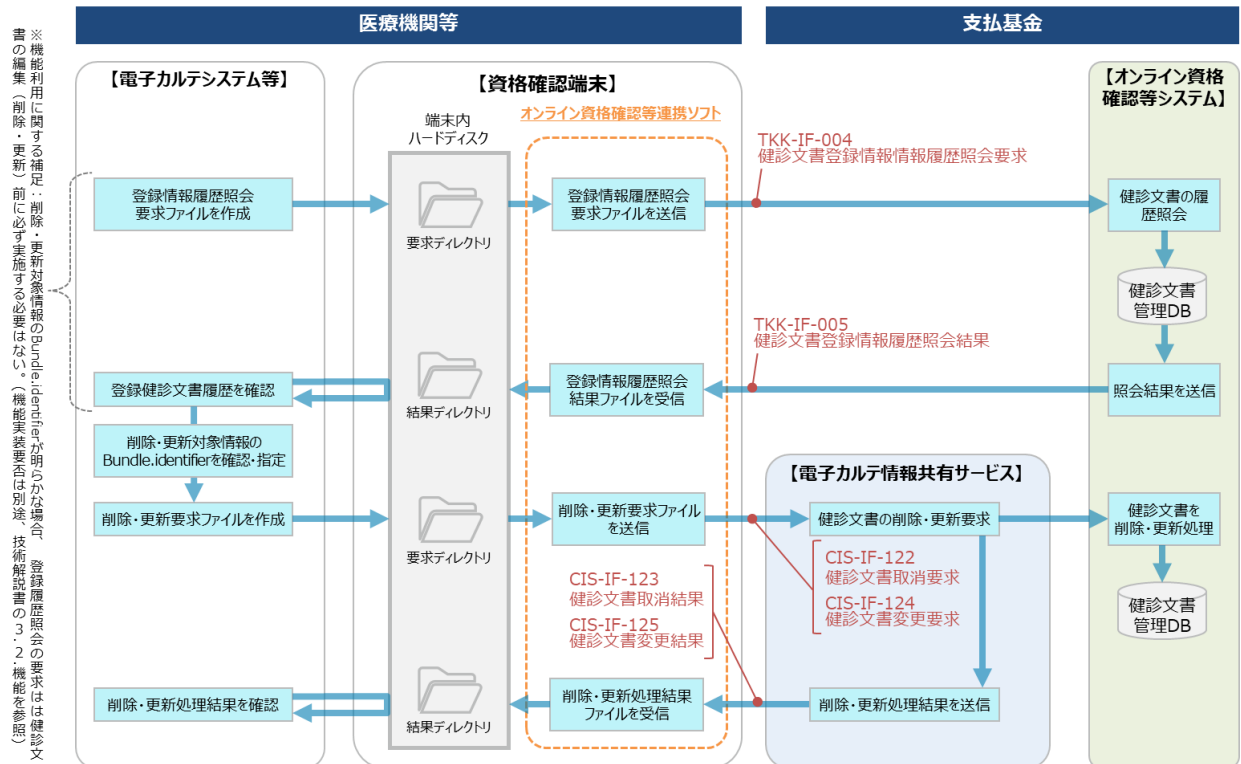 医療機関等
支払基金
【電子カルテシステム等】
【資格確認端末】
【オンライン資格
確認等システム】
オンライン資格確認等連携ソフト
端末内
ハードディスク
TKK-IF-004
健診文書登録情報情報履歴照会要求
登録情報履歴照会
要求ファイルを作成
要求ディレクトリ
登録情報履歴照会
要求ファイルを送信
健診文書の履
歴照会
健診文書
管理DB
TKK-IF-005
健診文書登録情報履歴照会結果
登録健診文書履歴を確認
結果ディレクトリ
登録情報履歴照会
結果ファイルを受信
照会結果を送信
削除・更新対象情報の
Bundle.identifierを確認・指定
【電子カルテ情報共有サービス】
削除・更新要求ファイルを作成
要求ディレクトリ
削除・更新要求ファイル
を送信
健診文書の削除・更新要求
健診文書を
削除・更新処理
CIS-IF-122
健診文書取消要求
CIS-IF-124
健診文書変更要求
CIS-IF-123
健診文書取消結果
CIS-IF-125
健診文書変更結果
健診文書
管理DB
削除・更新処理結果を確認
結果ディレクトリ
削除・更新処理結果
ファイルを受信
削除・更新処理結果を送信
※機能利用に関する補足：削除・更新対象情報のBundle.identifierが明らかな場合、登録履歴照会の要求はは健診文
書の編集（削除・更新）前に必ず実施する必要はない。（機能実装要否は別途、技術解説書の3.2.機能を参照）